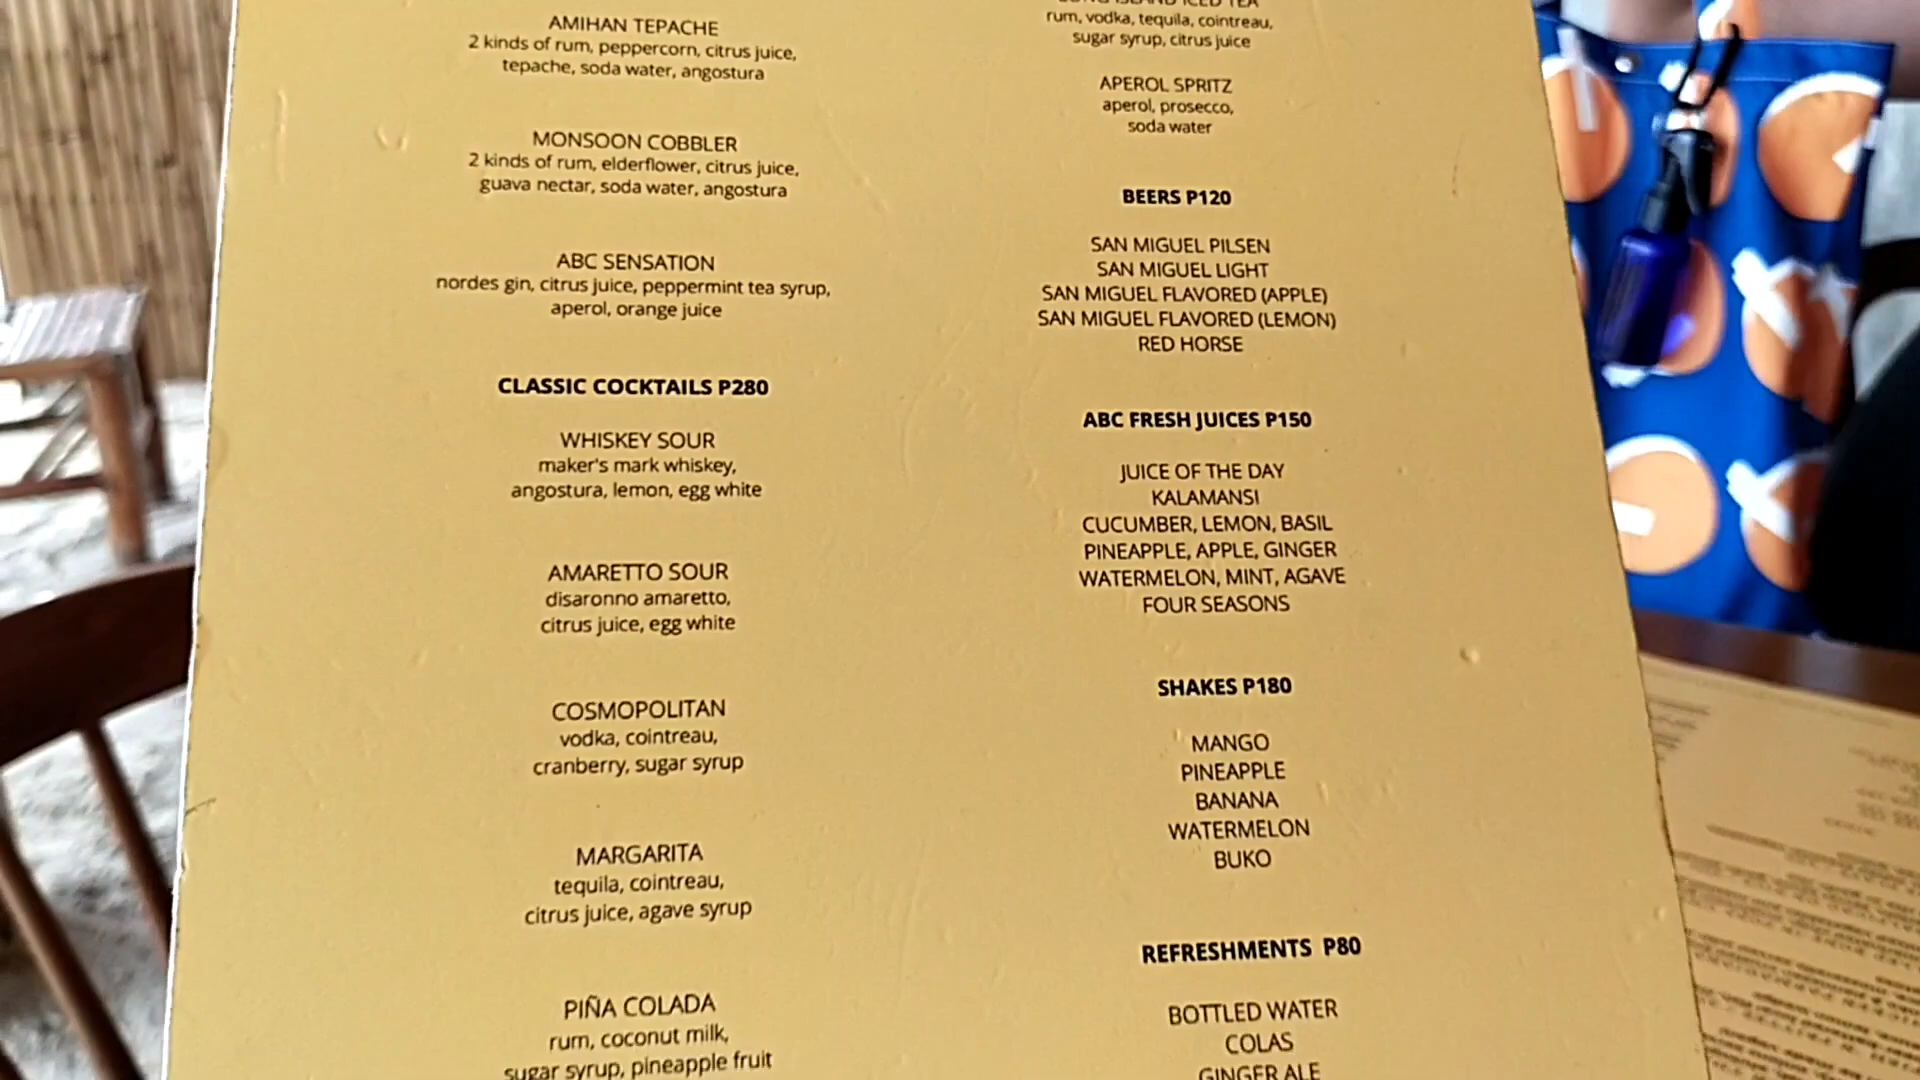 AMIHAN TEPACHE
2 kinds of rum, peppercorn, citrus juice,
tepache, soda water, angostura
MONSOON COBBLER
2 kinds of rum, elderflower, citrus juice,
guava nectar, soda water, angostura
ABC SENSATION
nordes gin, citrus juice, peppermint tea syrup,
aperol, orange juice
CLASSIC COCKTAILS P280
WHISKEY SOUR
maker's mark whiskey,
angostura, lemon, egg white
AMARETTO SOUR
disaronno amaretto,
citrus juice, egg white
COSMOPOLITAN
vodka, cointreau,
cranberry, sugar syrup
MARGARITA
tequila, cointreau,
citrus juice, agave syrup
PIÑA COLADA
rum, coconut milk,
sugar syrup, pineapple fruit
LONG ISLAND ICED TEA
rum, vodka, tequila, cointreau,
sugar syrup, citrus juice
APEROL SPRITZ
aperol, prosecco,
soda water
BEERS P120
SAN MIGUEL PILSEN
SAN MIGUEL LIGHT
SAN MIGUEL FLAVORED (APPLE)
SAN MIGUEL FLAVORED (LEMON)
RED HORSE
ABC FRESH JUICES P150
JUICE OF THE DAY
KALAMANSI
CUCUMBER, LEMON, BASIL
PINEAPPLE, APPLE, GINGER
WATERMELON, MINT, AGAVE
FOUR SEASONS
SHAKES P180
MANGO
PINEAPPLE
BANANA
WATERMELON
BUKO
REFRESHMENTS P80
BOTTLED WATER
COLAS
GINGER ALE